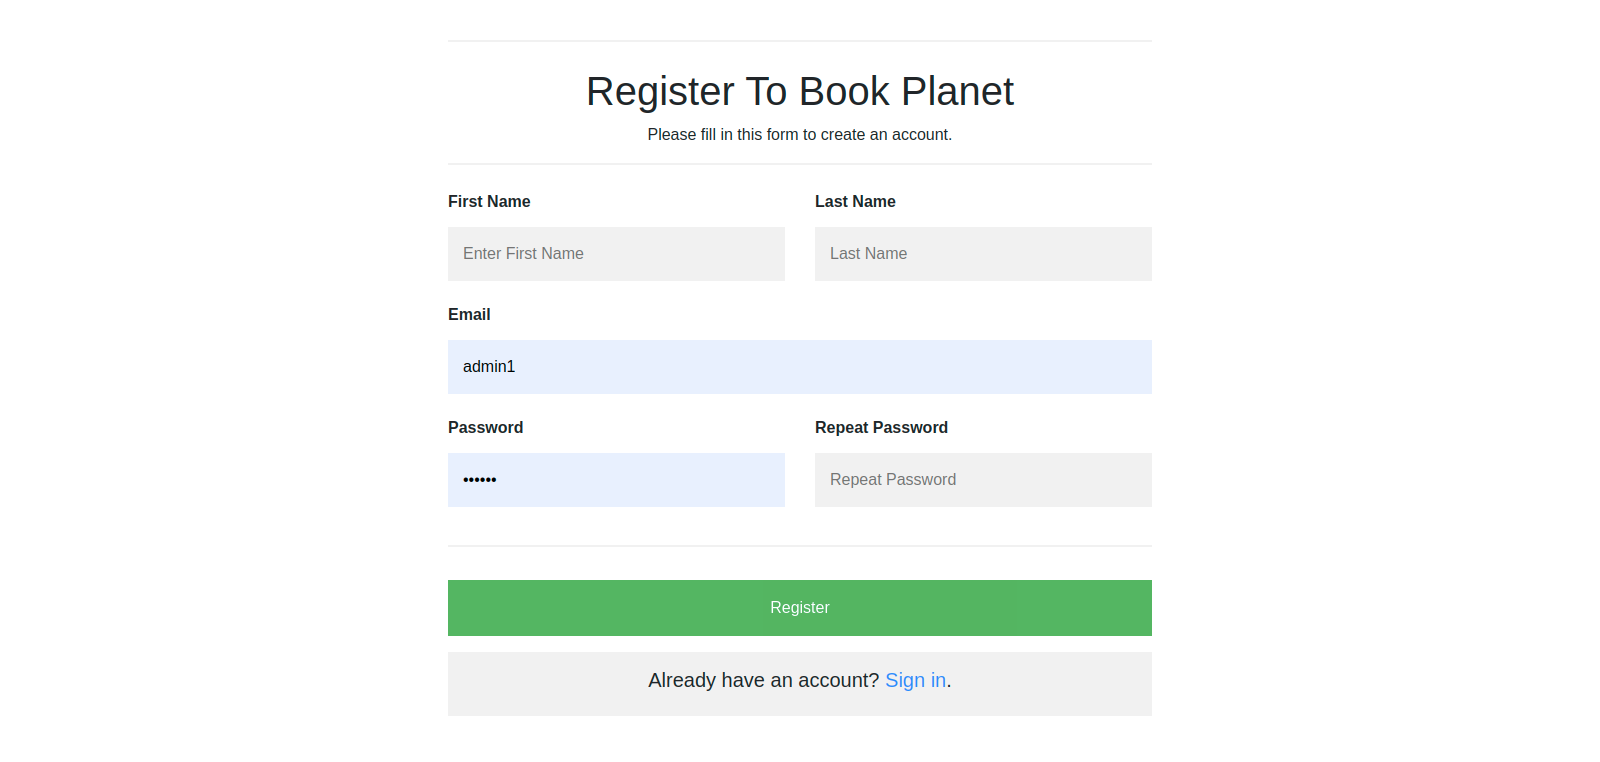 Register To Book Planet
Please fill in this form to create an account.
First Name
Last Name
Enter First Name
Last Name
Email
admin1
Password
Repeat Password
••••••
Repeat Password
Register
Already have an account? Sign in.